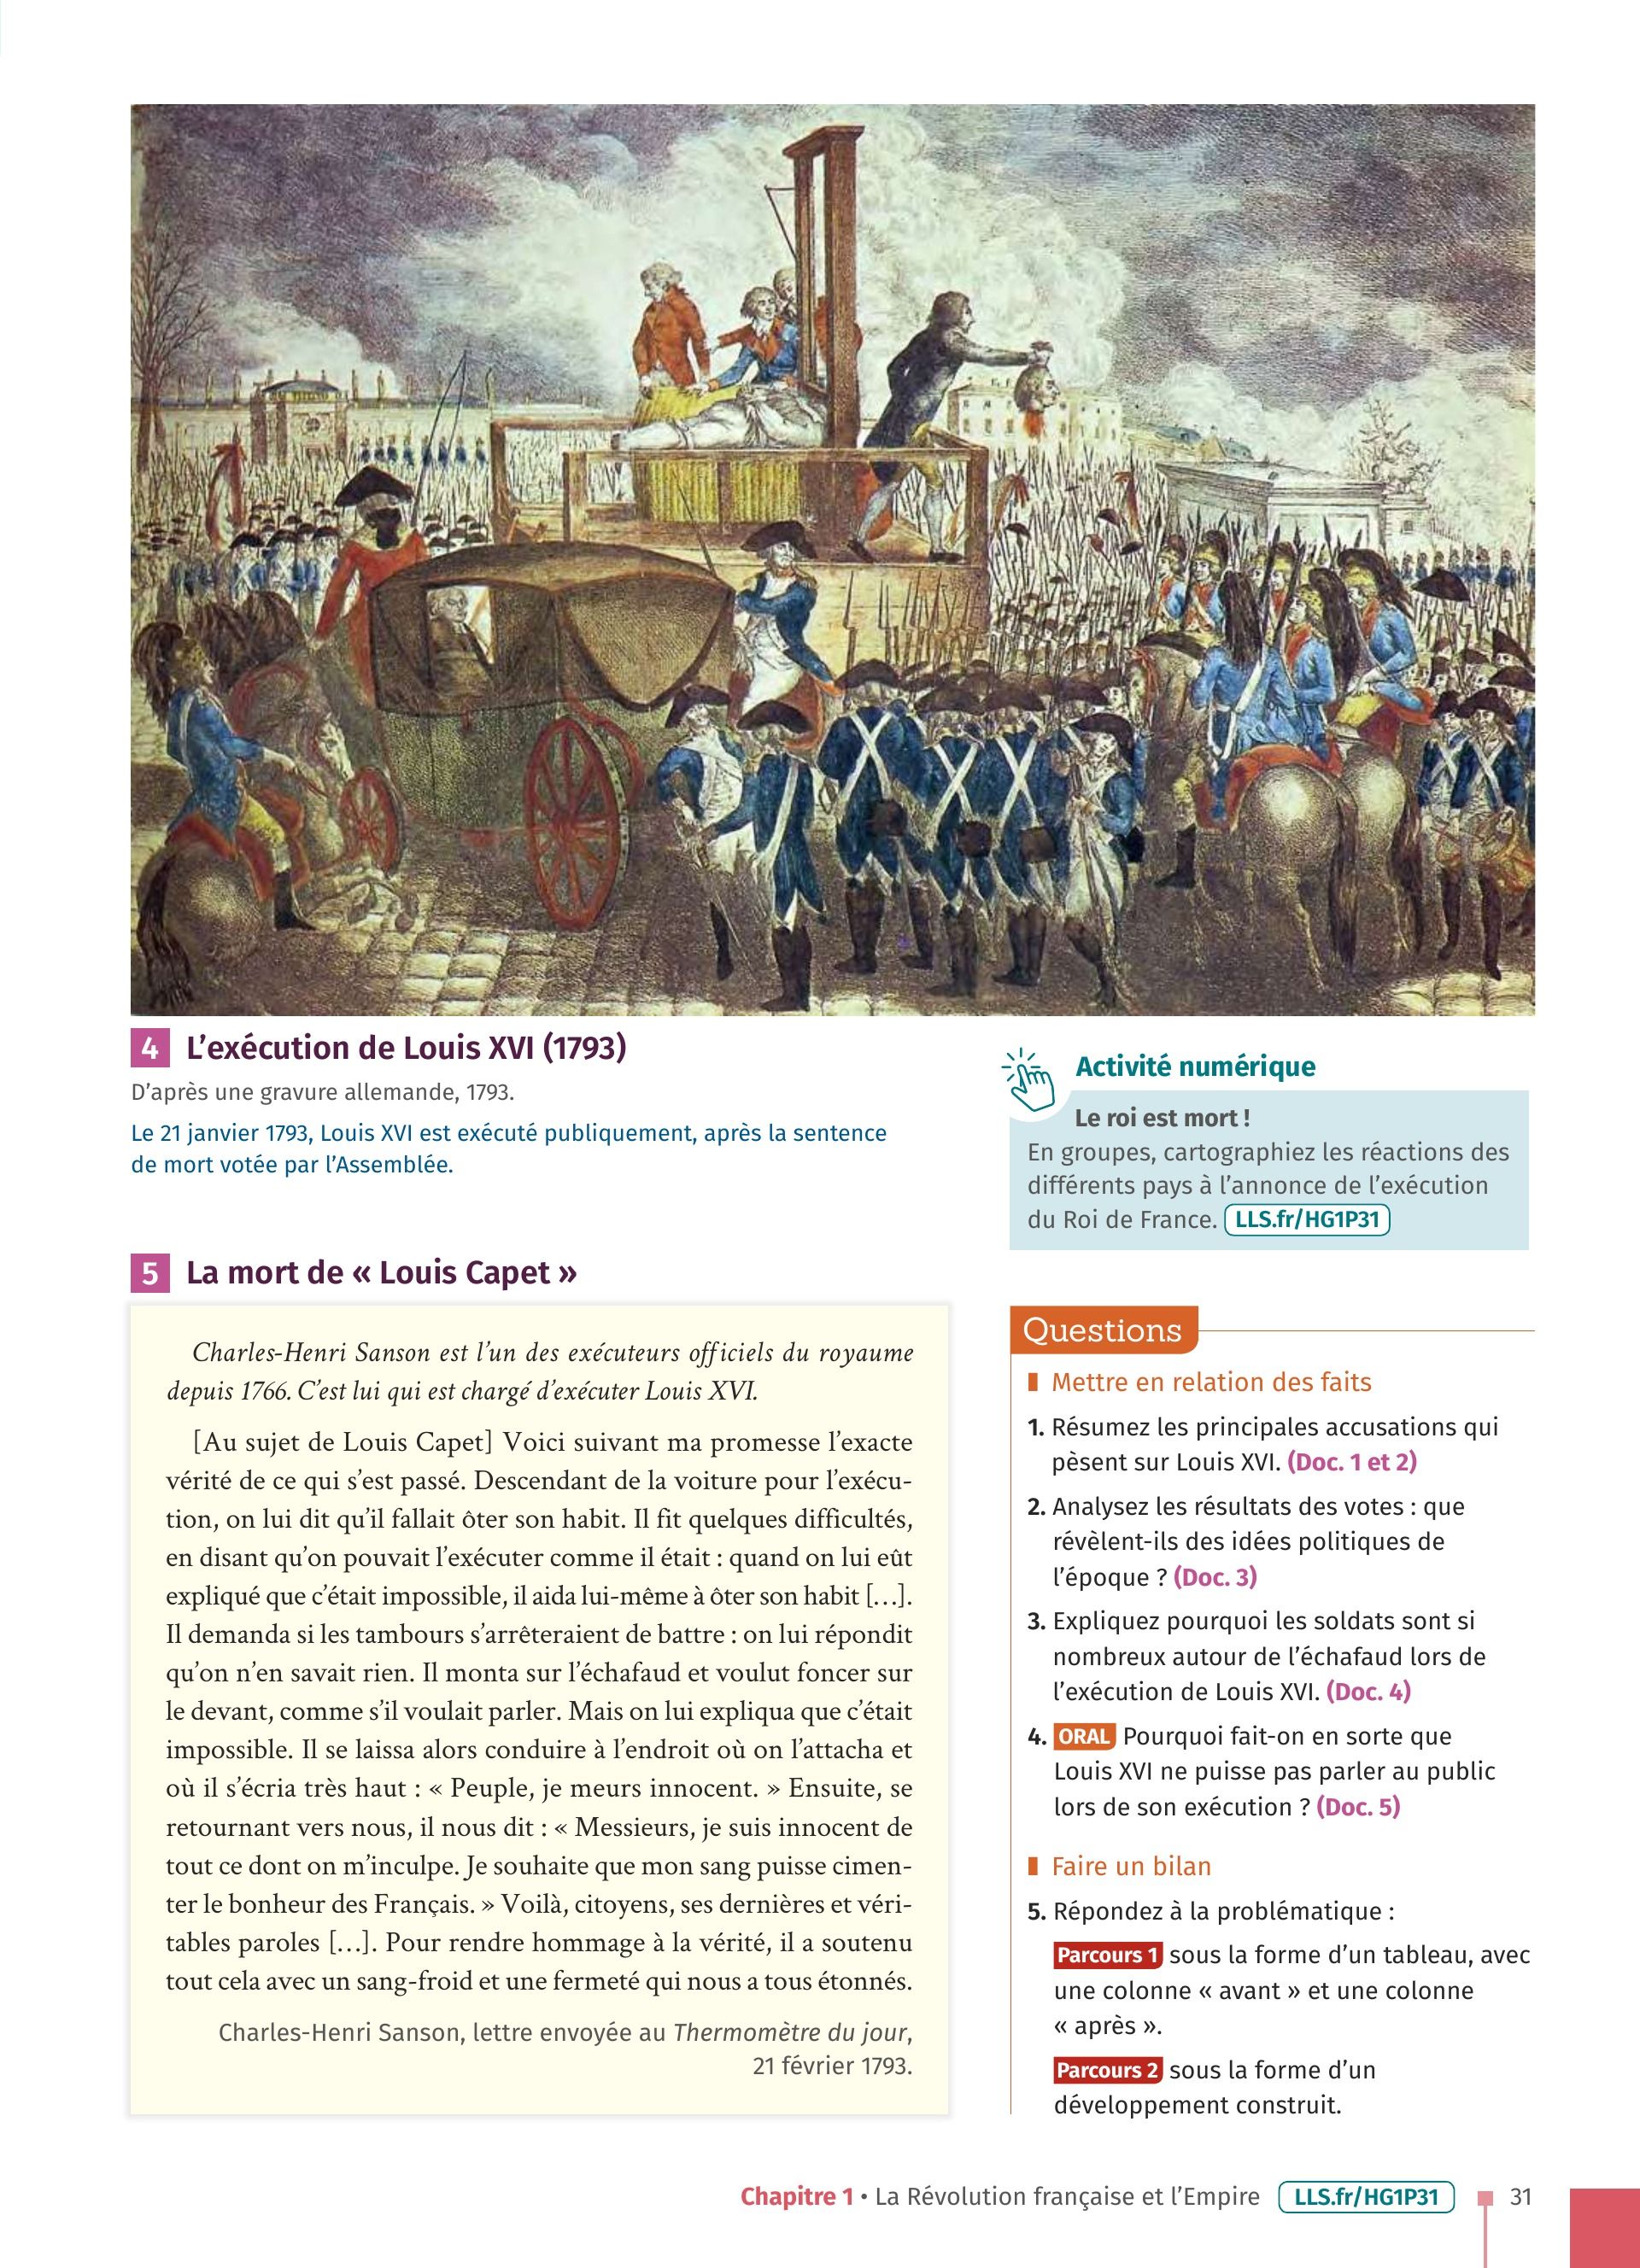 4 L’exécution de Louis XVI (1793)
D’après une gravure allemande, 1793.
Le 21 janvier 1793, Louis XVI est exécuté publiquement, après la sentence
de mort votée par l’Assemblée.
Activité numérique
Le roi est mort !
En groupes, cartographiez les réactions des
différents pays à l’annonce de l’exécution
du Roi de France. LLS.fr/HG1P31
5 La mort de « Louis Capet »
Charles-Henri Sanson est l’un des exécuteurs officiels du royaume
depuis 1766. C’est lui qui est chargé d’exécuter Louis XVI.
[Au sujet de Louis Capet] Voici suivant ma promesse l’exacte
vérité de ce qui s’est passé. Descendant de la voiture pour l’exécu-
tion, on lui dit qu’il fallait ôter son habit. Il fit quelques difficultés,
en disant qu’on pouvait l’exécuter comme il était : quand on lui eût
expliqué que c’était impossible, il aida lui-même à ôter son habit […].
Il demanda si les tambours s’arrêteraient de battre : on lui répondit
qu’on n’en savait rien. Il monta sur l’échafaud et voulut foncer sur
le devant, comme s’il voulait parler. Mais on lui expliqua que c’était
impossible. Il se laissa alors conduire à l’endroit où on l’attacha et
où il s’écria très haut : « Peuple, je meurs innocent. » Ensuite, se
retournant vers nous, il nous dit : « Messieurs, je suis innocent de
tout ce dont on m’inculpe. Je souhaite que mon sang puisse cimen-
ter le bonheur des Français. » Voilà, citoyens, ses dernières et véri-
tables paroles […]. Pour rendre hommage à la vérité, il a soutenu
tout cela avec un sang-froid et une fermeté qui nous a tous étonnés.
Charles-Henri Sanson, lettre envoyée au Thermomètre du jour,
21 février 1793.
Questions
Mettre en relation des faits
1. Résumez les principales accusations qui
pèsent sur Louis XVI. (Doc. 1 et 2)
2. Analysez les résultats des votes : que
révèlent-ils des idées politiques de
l’époque ? (Doc. 3)
3. Expliquez pourquoi les soldats sont si
nombreux autour de l’échafaud lors de
l’exécution de Louis XVI. (Doc. 4)
4. ORAL Pourquoi fait-on en sorte que
Louis XVI ne puisse pas parler au public
lors de son exécution ? (Doc. 5)
Faire un bilan
5. Répondez à la problématique :
Parcours 1 sous la forme d’un tableau, avec
une colonne « avant » et une colonne
« après ».
Parcours 2 sous la forme d’un
développement construit.
Chapitre 1 • La Révolution française et l’Empire LLS.fr/HG1P31 31